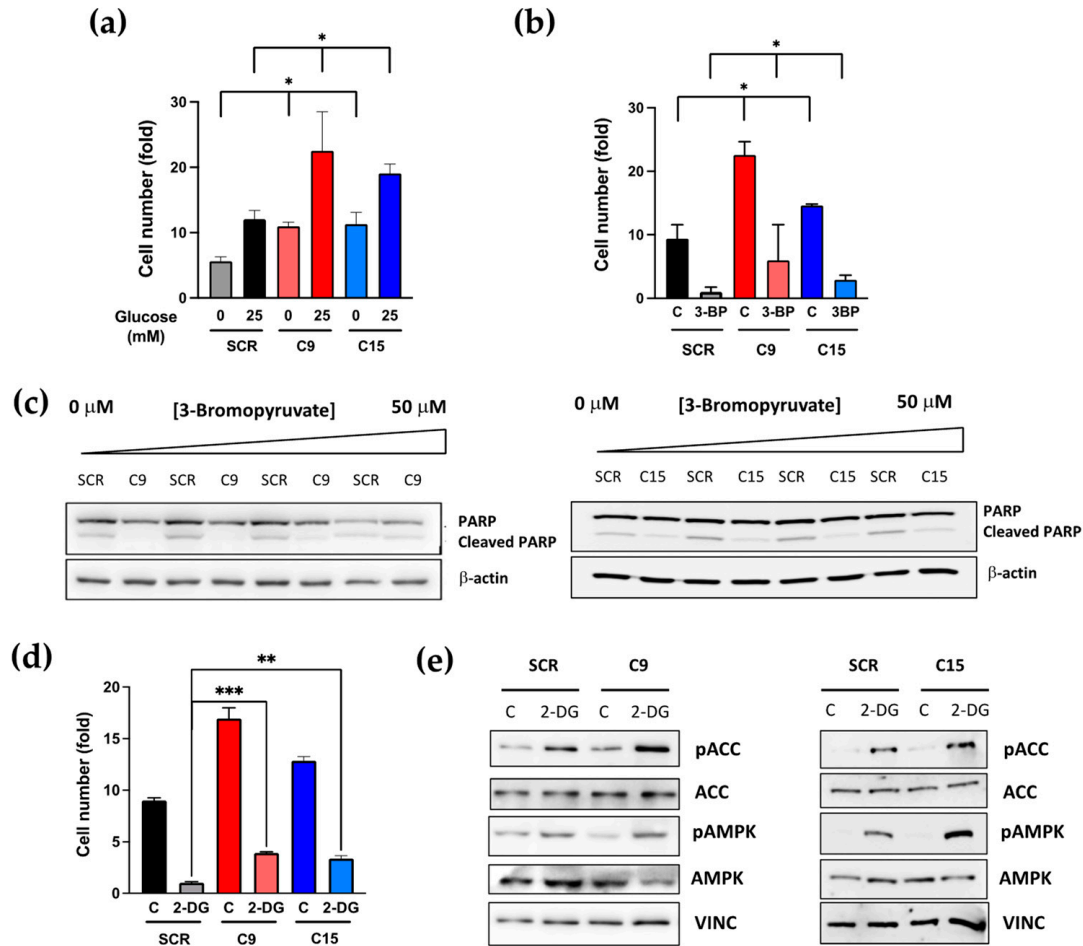 (a)
*
*
Cell number (fold)
30
20
10
0
Glucose (mM)
0 25 0 25 0 25
SCR C9 C15
(b)
*
*
Cell number (fold)
30
20
10
0
C 3-BP C 3-BP C 3BP
SCR C9 C15
(c)
0 μM [3-Bromopyruvate] 50 μM
SCR C9 SCR C9 SCR C9 SCR C9
PARP
Cleaved PARP
β-actin
0 μM [3-Bromopyruvate] 50 μM
SCR C15 SCR C15 SCR C15 SCR C15
PARP
Cleaved PARP
β-actin
(d)
**
***
Cell number (fold)
20
15
10
5
0
C 2-DG C 2-DG C 2-DG
SCR C9 C15
(e)
SCR C9
C 2-DG C 2-DG
pACC
ACC
pAMPK
AMPK
VINC
SCR C15
C 2-DG C 2-DG
pACC
ACC
pAMPK
AMPK
VINC